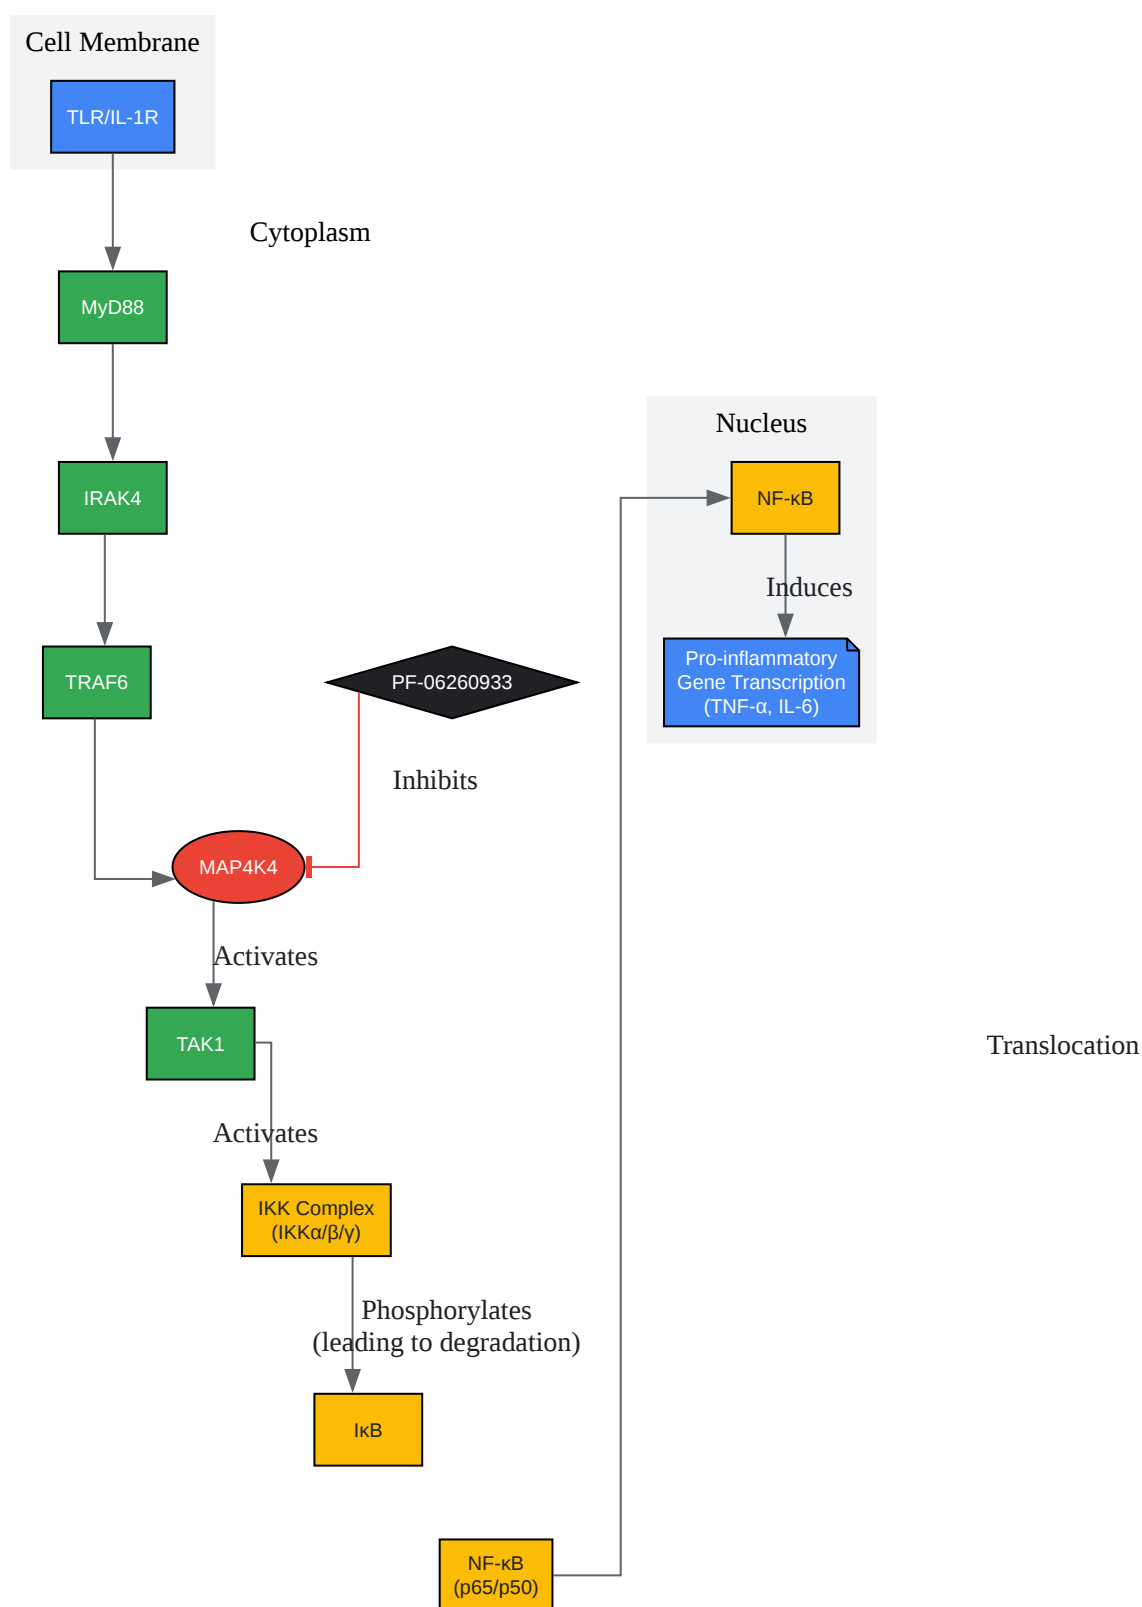 Cell Membrane
TLR/IL-1R
Cytoplasm
MyD88
IRAK4
Nucleus
NF-κB
Induces
Pro-inflammatory
Gene Transcription
(TNF-α, IL-6)
TRAF6
PF-06260933
Inhibits
MAP4K4
Activates
TAK1
Translocation
Activates
IKK Complex
(IKKα/β/γ)
Phosphorylates
(leading to degradation)
IκB
NF-κB
(p65/p50)